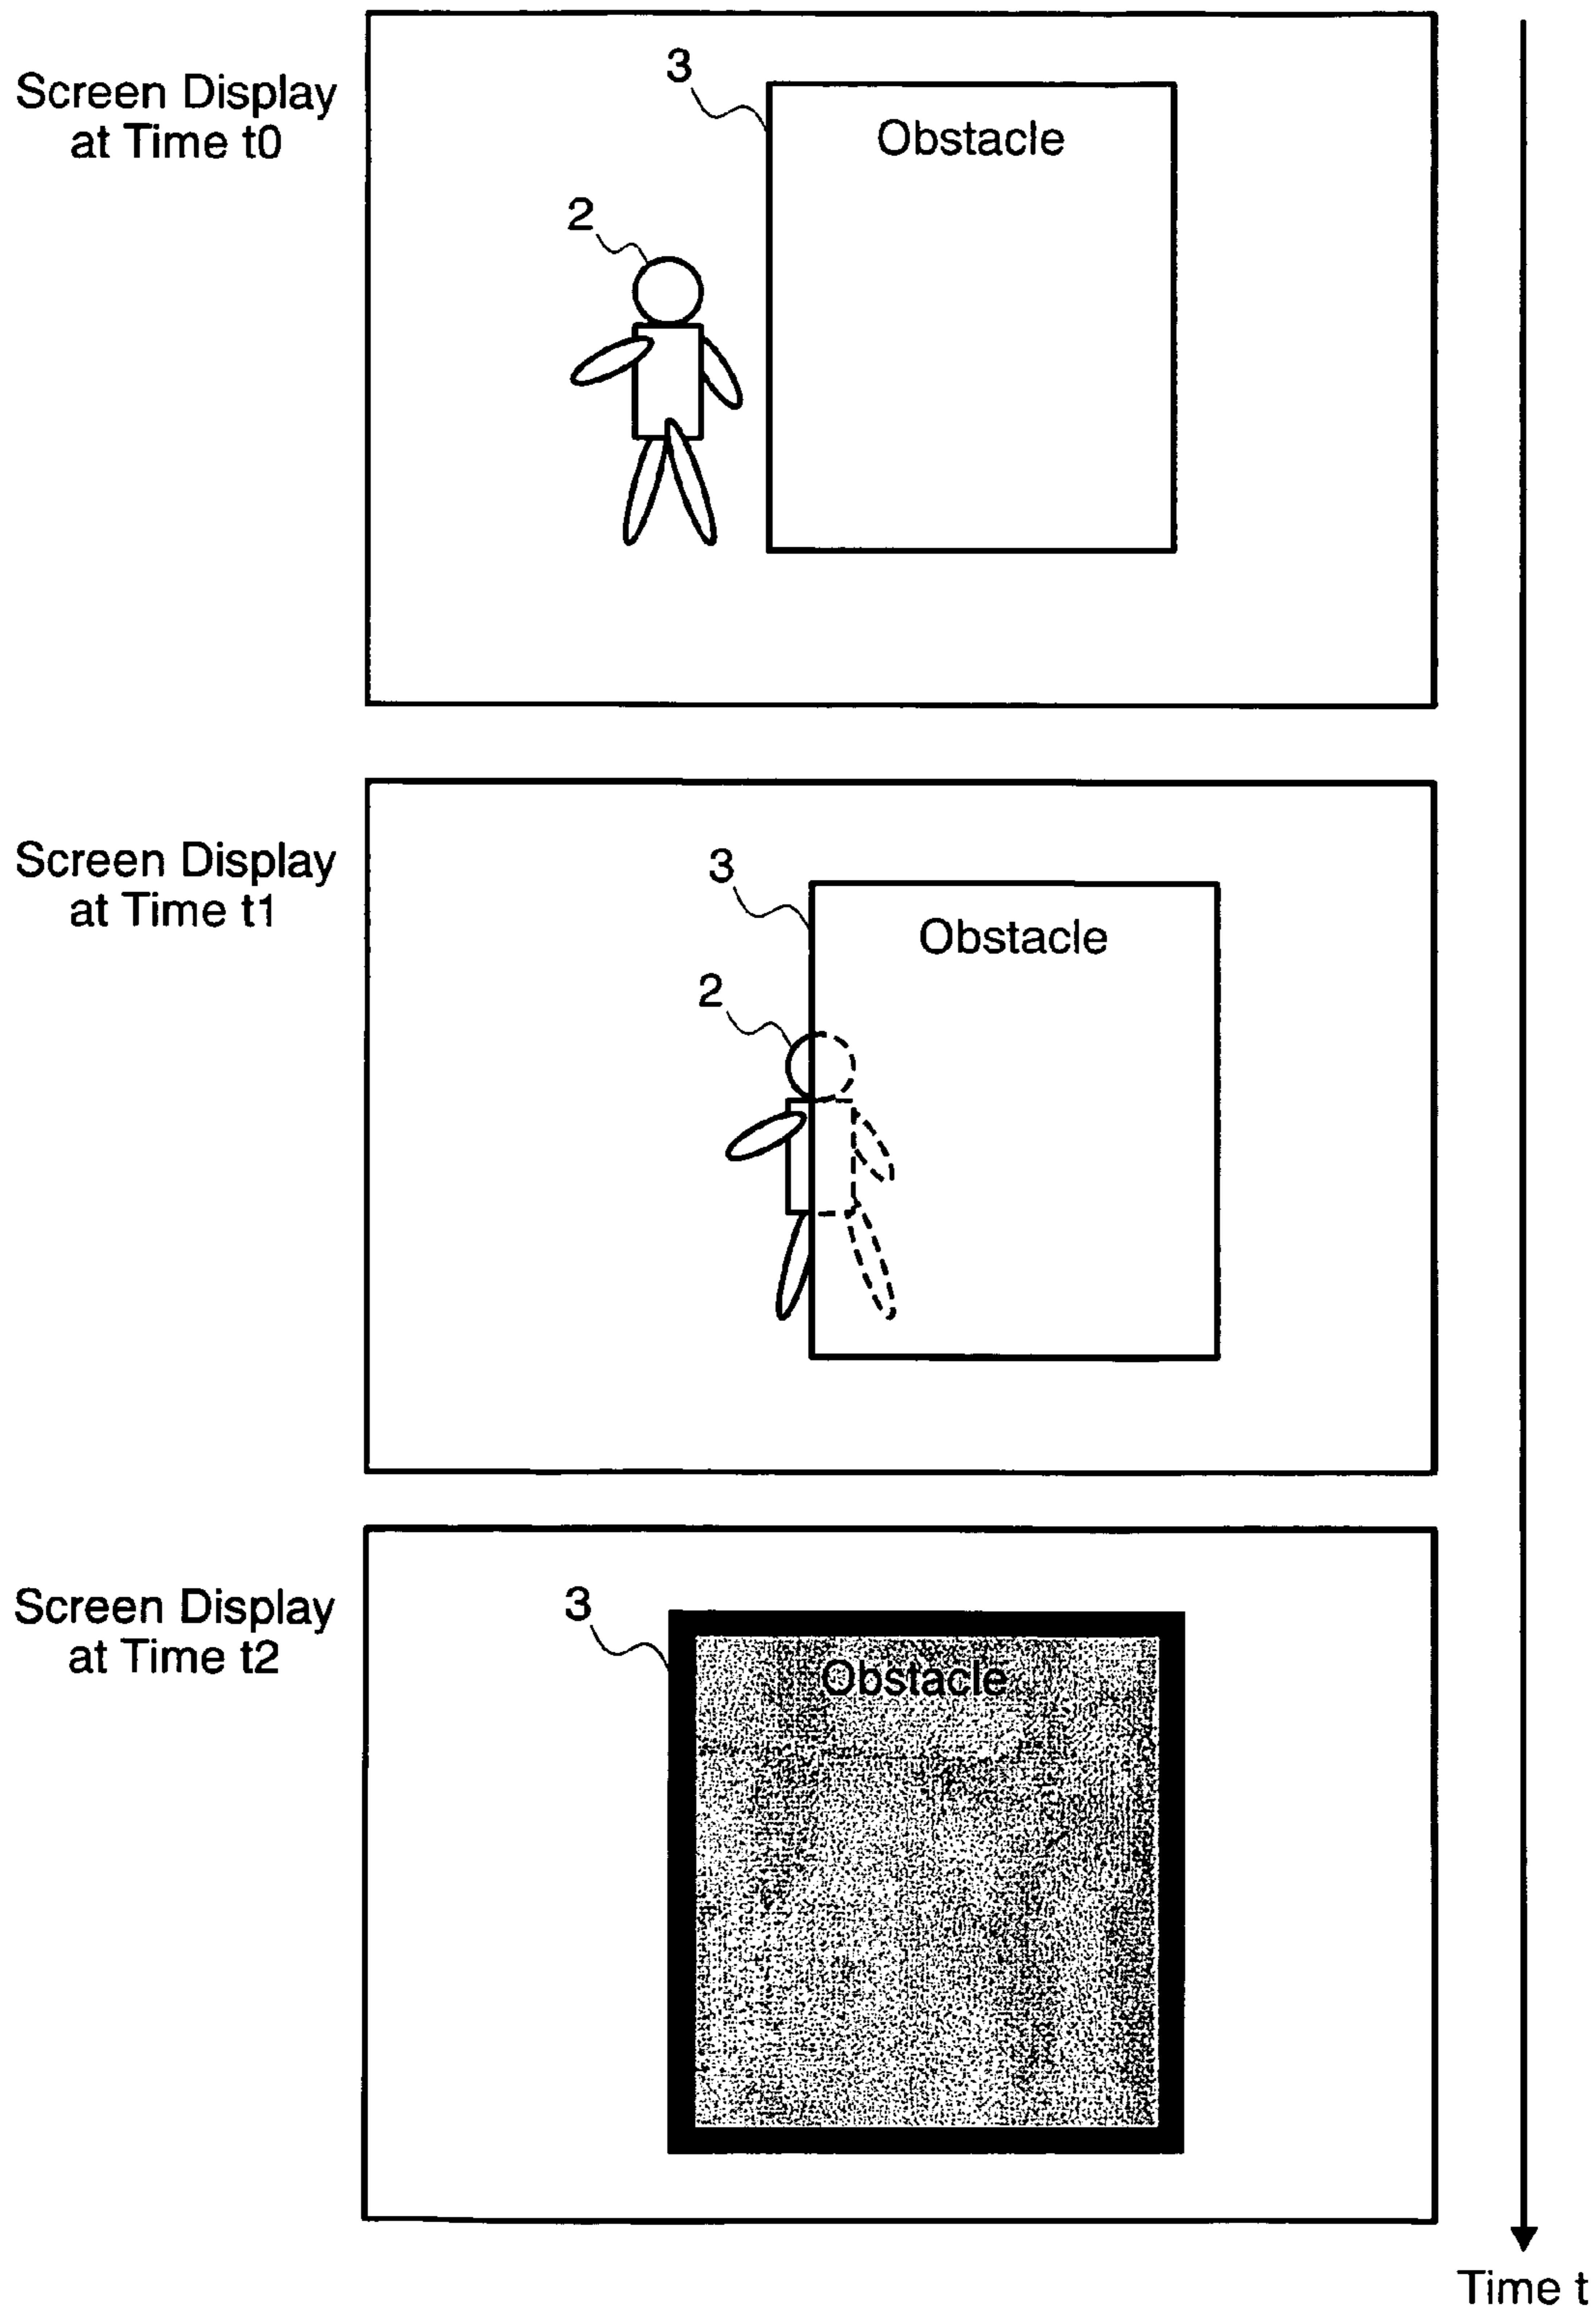 Screen Display
at Time t0
3
Obstacle
2
Screen Display
at Time t1
3
Obstacle
2
Screen Display
at Time t2
3
Obstacle
Time t